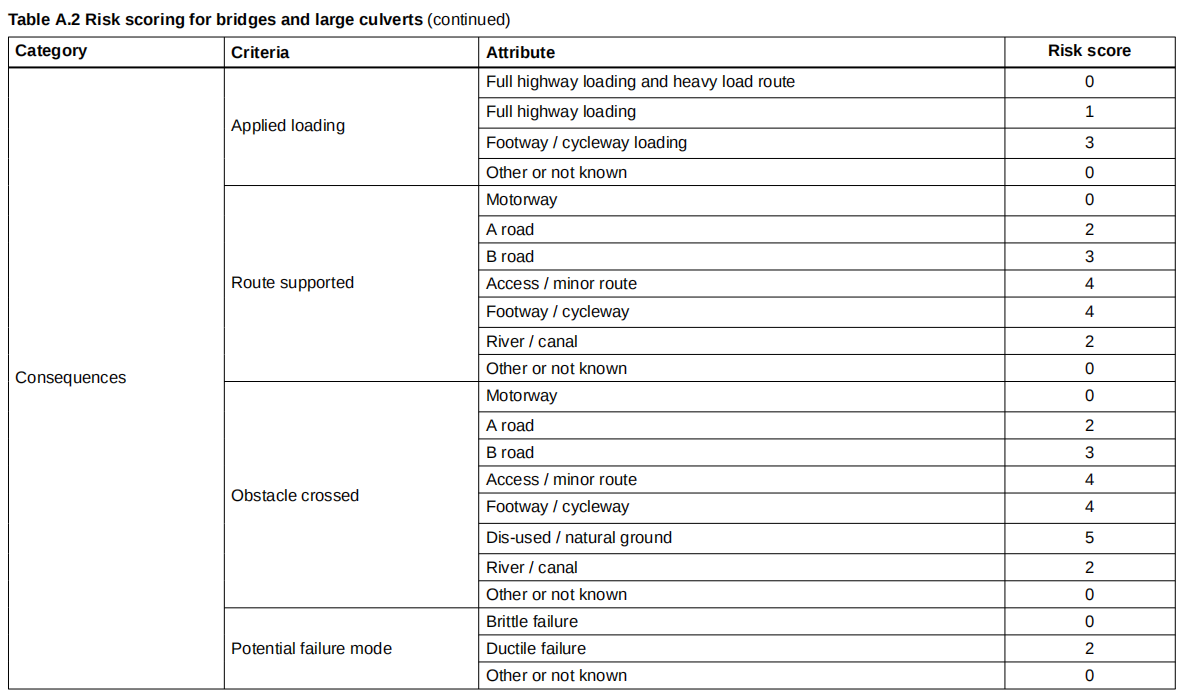 Table A.2 Risk scoring for bridges and large culverts (continued)
Category Criteria Attribute Risk score
Consequences
Applied loading
Full highway loading and heavy load route 0
Full highway loading 1
Footway / cycleway loading 3
Other or not known 0
Route supported
Motorway 0
A road 2
B road 3
Access / minor route 4
Footway / cycleway 4
River / canal 2
Other or not known 0
Obstacle crossed
Motorway 0
A road 2
B road 3
Access / minor route 4
Footway / cycleway 4
Dis-used / natural ground 5
River / canal 2
Other or not known 0
Potential failure mode
Brittle failure 0
Ductile failure 2
Other or not known 0